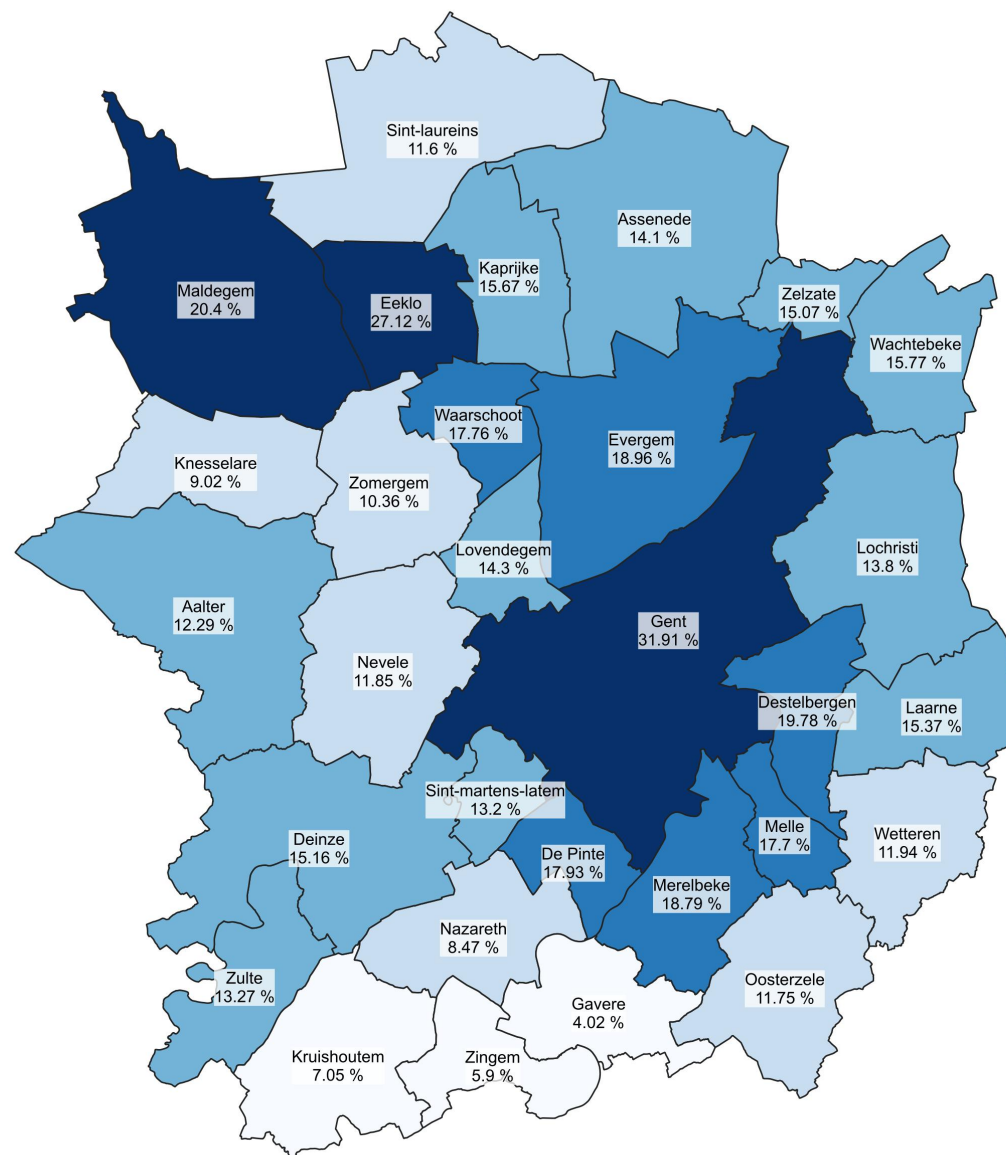 Sint-laureins
11.6 %
Assenede
14.1 %
Kaprijke
15.67 %
Maldegem
20.4 %
Eeklo
27.12 %
Zelzate
15.07 %
Wachtebeke
15.77 %
Waarschoot
17.76 %
Evergem
18.96 %
Knesselare
9.02 %
Zomergem
10.36 %
Lovendegem
14.3 %
Lochristi
13.8 %
Aalter
12.29 %
Gent
31.91 %
Nevele
11.85 %
Destelbergen
19.78 %
Laarne
15.37 %
Sint-martens-latem
13.2 %
Deinze
15.16 %
Melle
17.7 %
Wetteren
11.94 %
De Pinte
17.93 %
Merelbeke
18.79 %
Nazareth
8.47 %
Zulte
13.27 %
Oosterzele
11.75 %
Gavere
4.02 %
Kruishoutem
7.05 %
Zingem
5.9 %